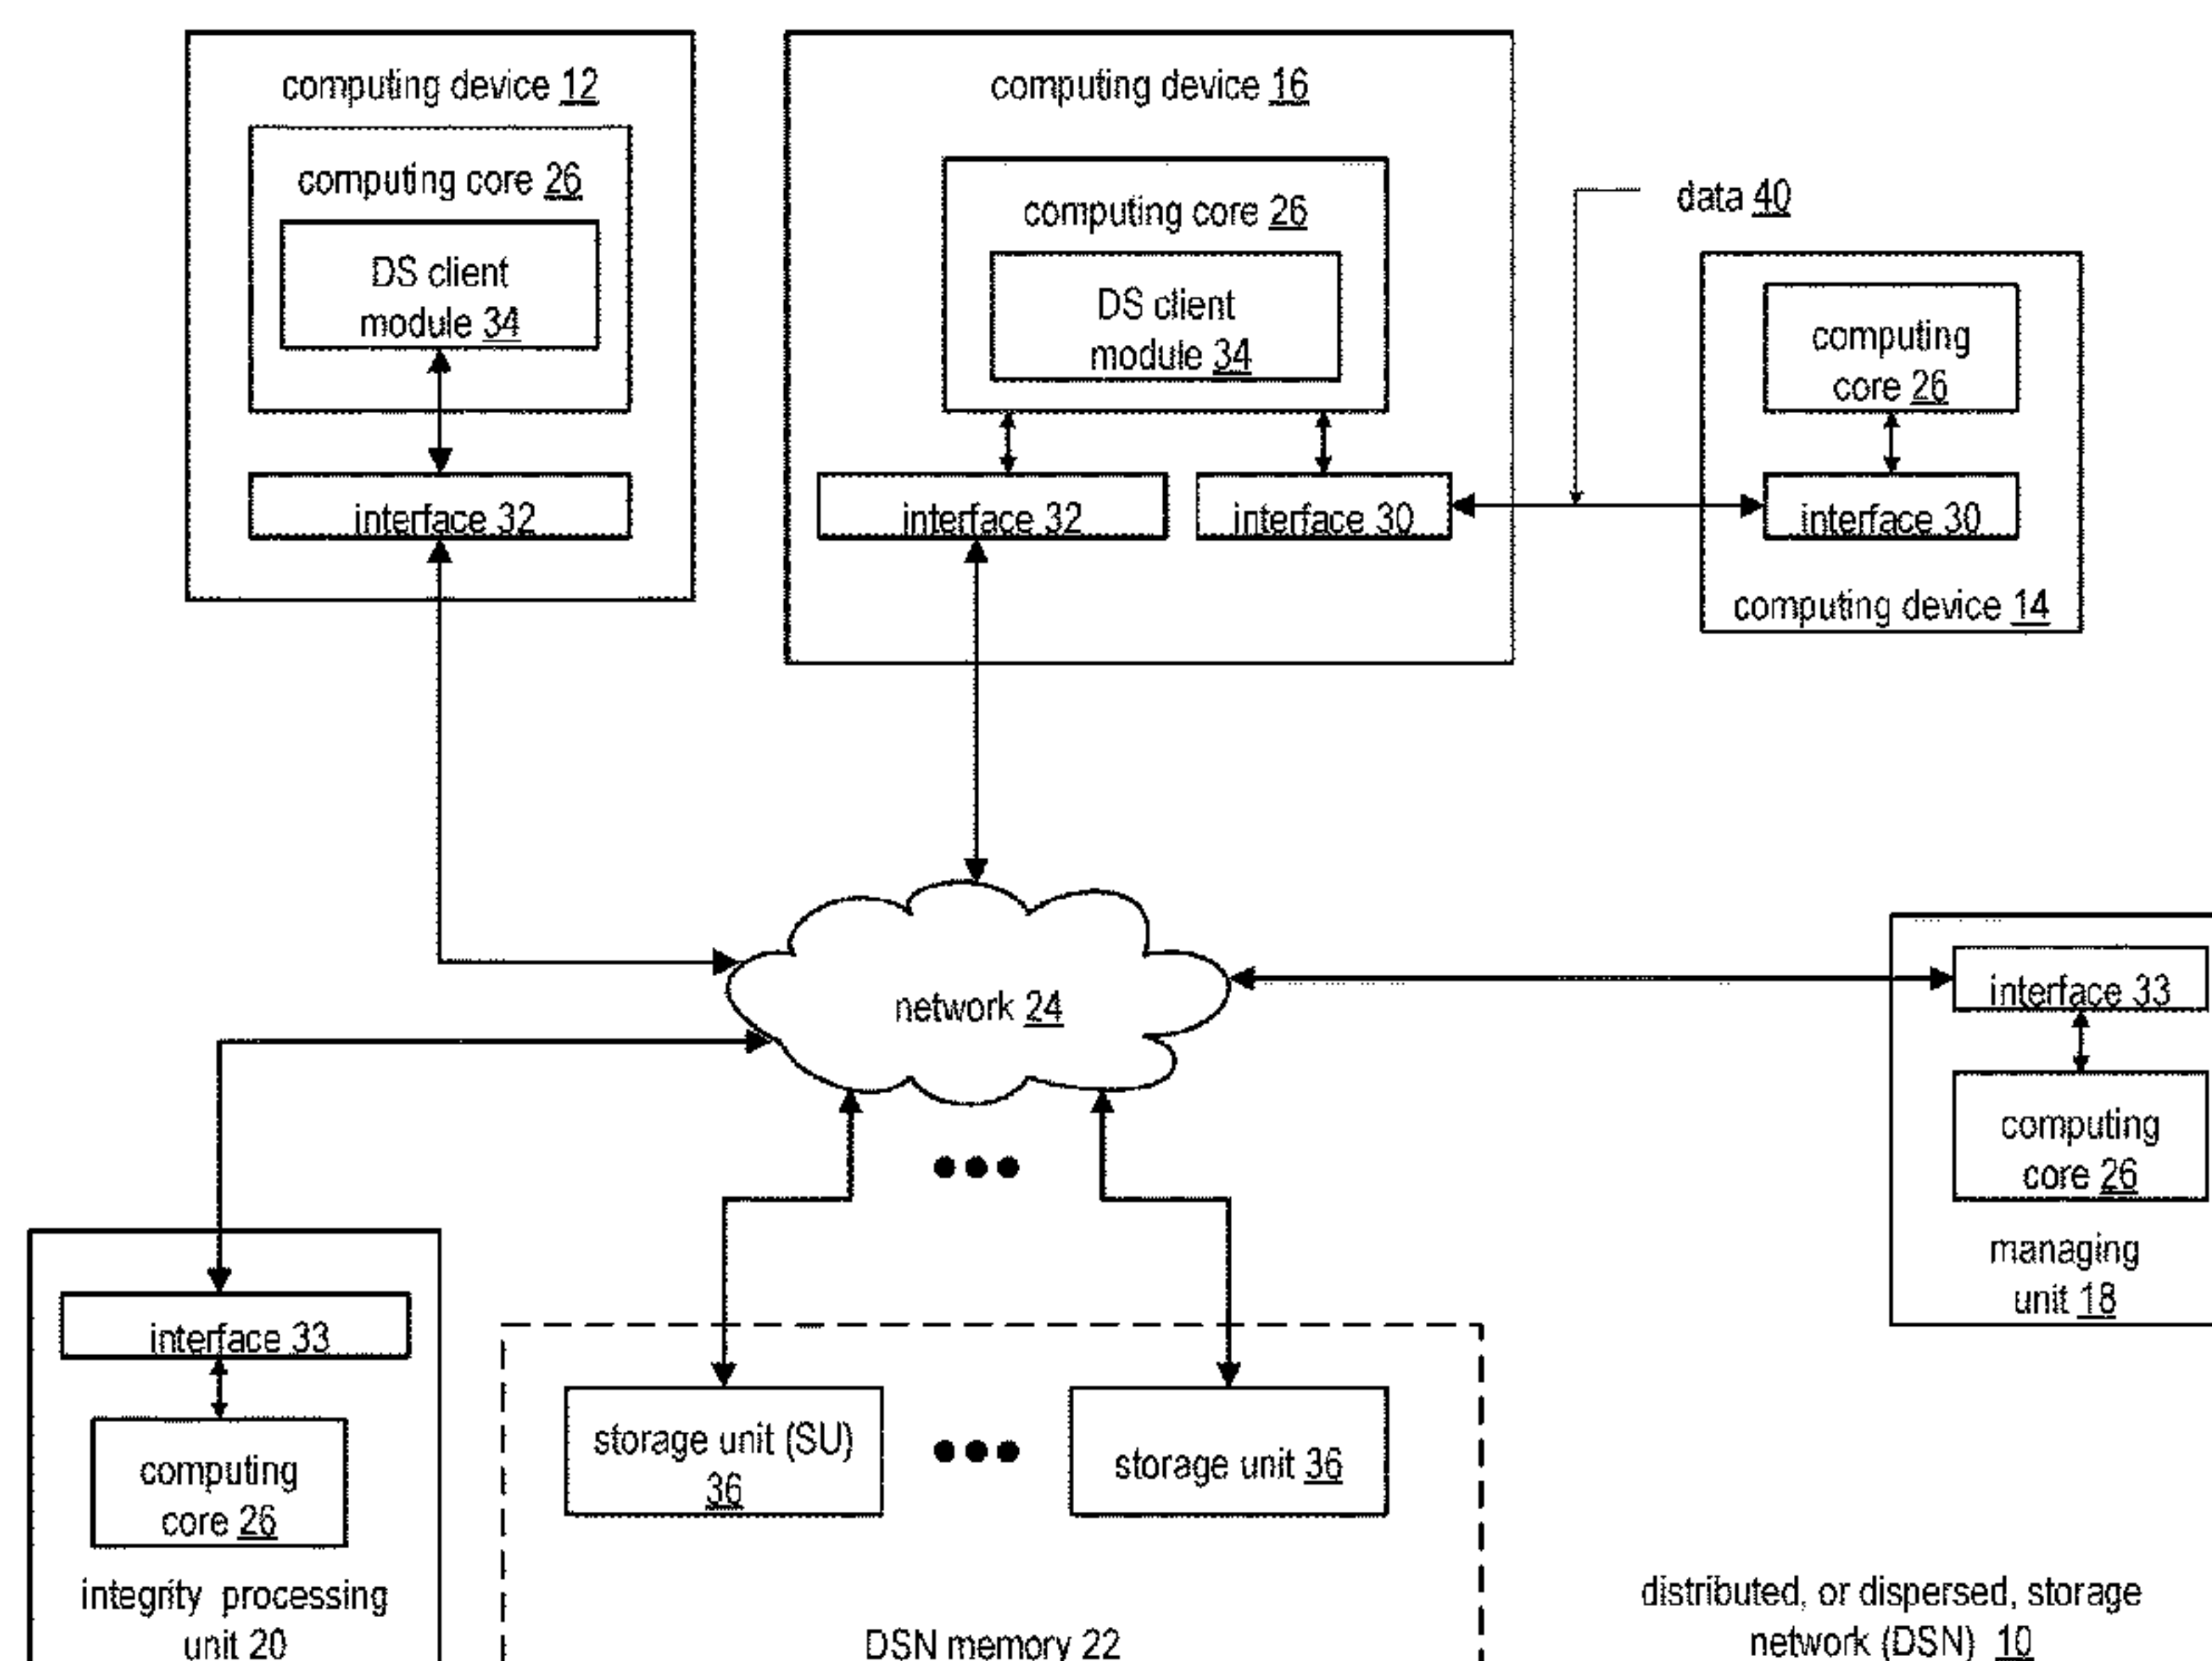 computing device 12
computing core 26
DS client
module 34
interface 32
computing device 16
computing core 26
DS client
module 34
interface 32
interface 30
data 40
computing
core 26
interface 30
computing device 14
network 24
interface 33
computing
core 26
managing
unit 18
interface 33
computing
core 26
integrity processing
unit 20
storage unit (SU)
36
storage unit 36
DSN memory 22
distributed, or dispersed, storage
network (DSN) 10